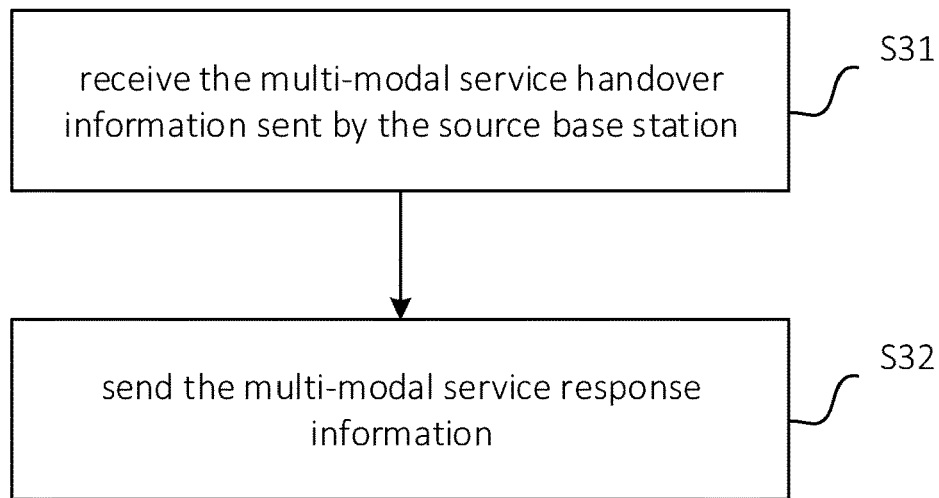 receive the multi-modal service handover
information sent by the source base station
S31
send the multi-modal service response
information
S32